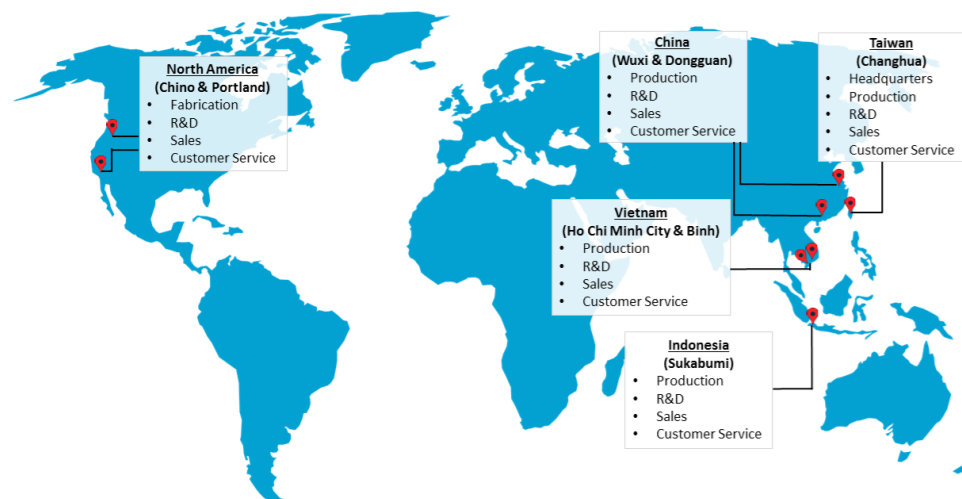 North America
(Chino & Portland)
• Fabrication
• R&D
• Sales
• Customer Service
China
(Wuxi & Dongguan)
• Production
• R&D
• Sales
• Customer Service
Taiwan
(Changhua)
• Headquarters
• Production
• R&D
• Sales
• Customer Service
Vietnam
(Ho Chi Minh City & Binh)
• Production
• R&D
• Sales
• Customer Service
Indonesia
(Sukabumi)
• Production
• R&D
• Sales
• Customer Service